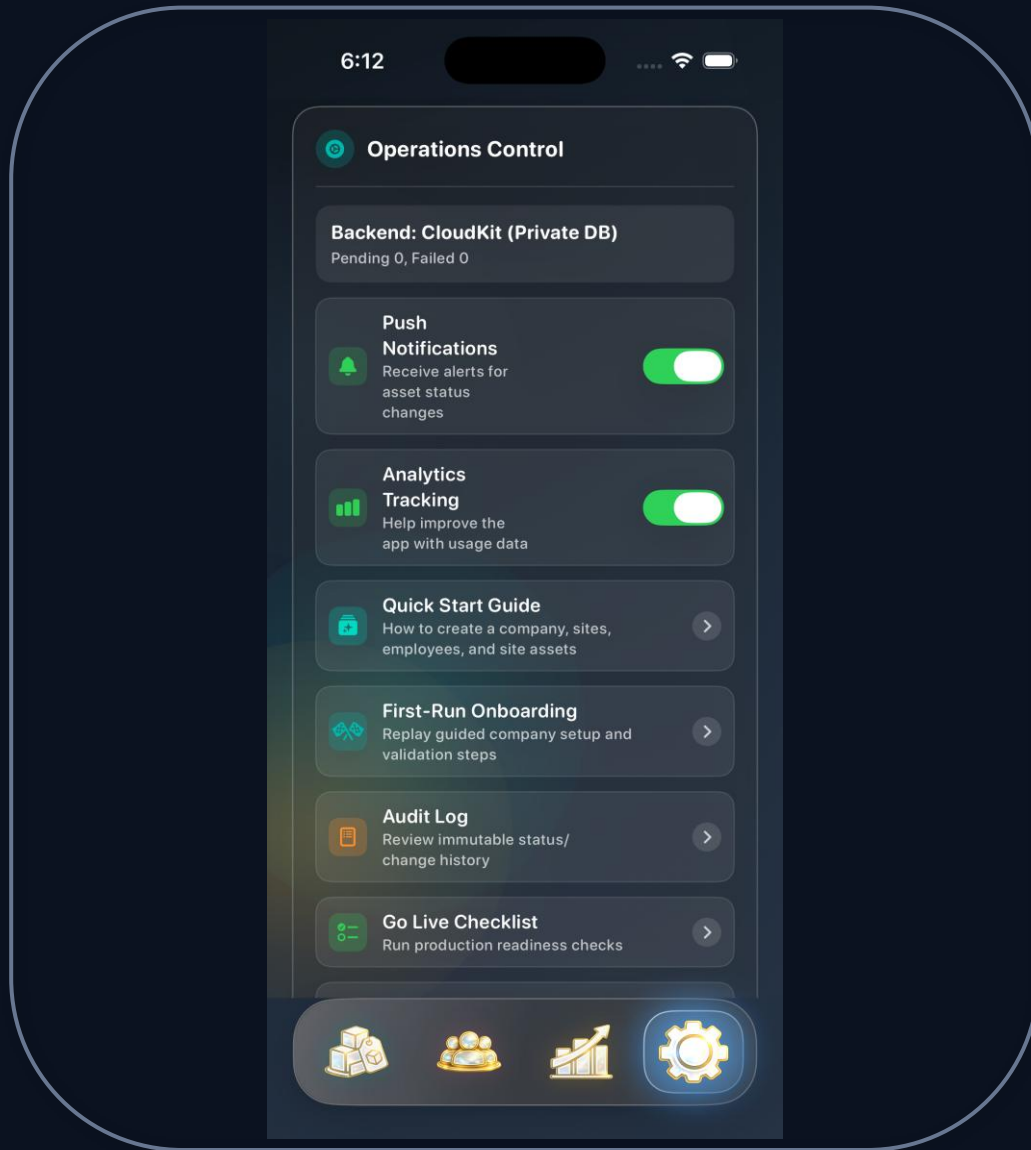 6:12
Operations Control
Backend: CloudKit (Private DB)
Pending 0, Failed 0
Push
Notifications
Receive alerts for
asset status
changes
Analytics
Tracking
Help improve the
app with usage data
Quick Start Guide
How to create a company, sites,
employees, and site assets
First-Run Onboarding
Replay guided company setup and
validation steps
Audit Log
Review immutable status/
change history
Go Live Checklist
Run production readiness checks